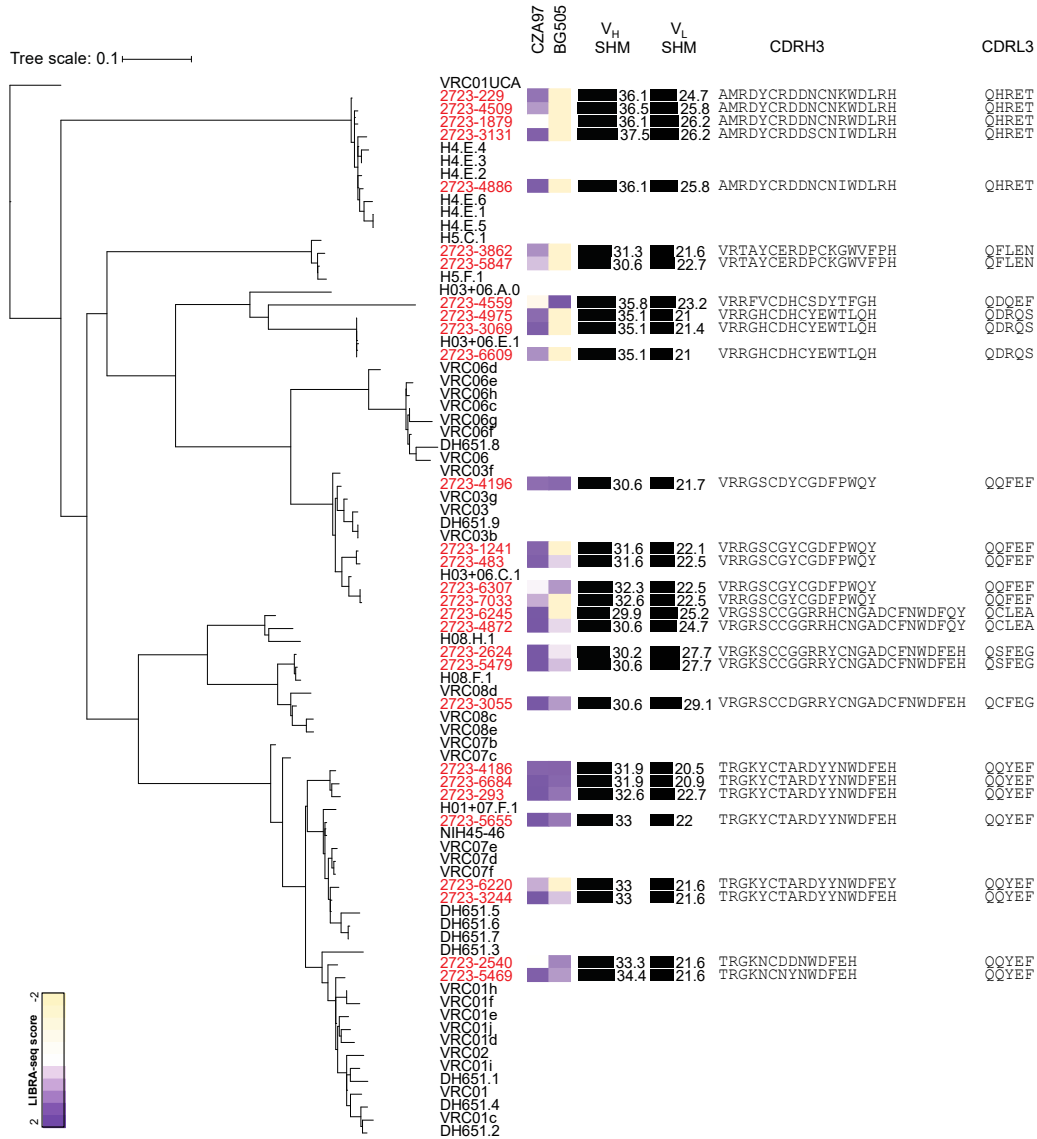 CZA97 BG505 VH SHM VL SHM CDRH3 CDRL3
Tree scale: 0.1
VRC01UCA
2723-229 36.1 24.7 AMRDYCRDDNCNKWDLRH QHRET
2723-4509 36.5 25.8 AMRDYCRDDNCNKWDLRH QHRET
2723-1879 36.1 26.2 AMRDYCRDDNCNRWDLRH QHRET
2723-3131 37.5 26.2 AMRDYCRDDSCNIWDLRH QHRET
H4.E.4
H4.E.3
H4.E.2
2723-4886 36.1 25.8 AMRDYCRDDNCNIWDLRH QHRET
H4.E.6
H4.E.1
H4.E.5
H5.C.1
2723-3862 31.3 21.6 VRTAYCERDPCKGWVFPH QFLEN
2723-5847 30.6 22.7 VRTAYCERDPCKGWVFPH QFLEN
H5.F.1
H03+06.A.0
2723-4559 35.8 23.2 VRRFVCDHCSDYTFGH QDQEF
2723-4975 35.1 21 VRRGHCDHCYEWTLQH QDRQS
2723-3069 35.1 21.4 VRRGHCDHCYEWTLQH QDRQS
H03+06.E.1
2723-6609 35.1 21 VRRGHCDHCYEWTLQH QDRQS
VRC06d
VRC06e
VRC06h
VRC06c
VRC06g
VRC06f
DH651.8
VRC06
VRC03f
2723-4196 30.6 21.7 VRRGSCDYCGDFPWQY QQFEF
VRC03g
VRC03
DH651.9
VRC03b
2723-1241 31.6 22.1 VRRGSCGYCGDFPWQY QQFEF
2723-483 31.6 22.5 VRRGSCGYCGDFPWQY QQFEF
H03+06.C.1
2723-6307 32.3 22.5 VRRGSCGYCGDFPWQY QQFEF
2723-7033 32.6 22.5 VRRGSCGYCGDFPWQY QQFEF
2723-6245 29.9 25.2 VRGSSCCGGRRHCNGADCFNWDFQY QCLEA
2723-4872 30.6 24.7 VRGRSCCGGRRHCNGADCFNWDFQY QCLEA
H08.H.1
2723-2624 30.2 27.7 VRGKSCCGGRRYCNGADCFNWDFEH QSFEG
2723-5479 30.6 27.7 VRGKSCCGGRRYCNGADCFNWDFEH QSFEG
H08.F.1
VRC08d
2723-3055 30.6 29.1 VRGRSCCDGRRYCNGADCFNWDFEH QCFEG
VRC08c
VRC08e
VRC07b
VRC07c
2723-4186 31.9 20.5 TRGKYCTARDYYNWDFEH QQYEF
2723-6684 31.9 20.9 TRGKYCTARDYYNWDFEH QQYEF
2723-293 32.6 22.7 TRGKYCTARDYYNWDFEH QQYEF
H01+07.F.1
2723-5655 33 22 TRGKYCTARDYYNWDFEH QQYEF
NIH45-46
VRC07e
VRC07d
VRC07f
2723-6220 33 21.6 TRGKYCTARDYYNWDFEY QQYEF
2723-3244 33 21.6 TRGKYCTARDYYNWDFEH QQYEF
DH651.5
DH651.6
DH651.7
DH651.3
2723-2540 33.3 21.6 TRGKNCDDNWDFEH QQYEF
2723-5469 34.4 21.6 TRGKNCNYNWDFEH QQYEF
VRC01h
VRC01f
VRC01e
VRC01j
VRC01d
VRC02
VRC01i
DH651.1
VRC01
DH651.4
VRC01c
DH651.2
LIBRA-seq score
-2
2